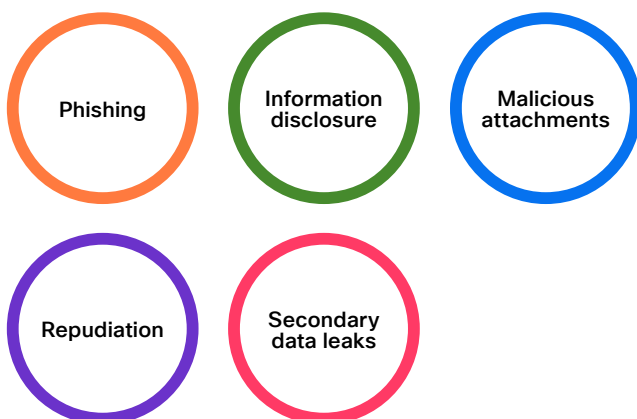 Phishing
Information
disclosure
Malicious
attachments
Repudiation
Secondary
data leaks